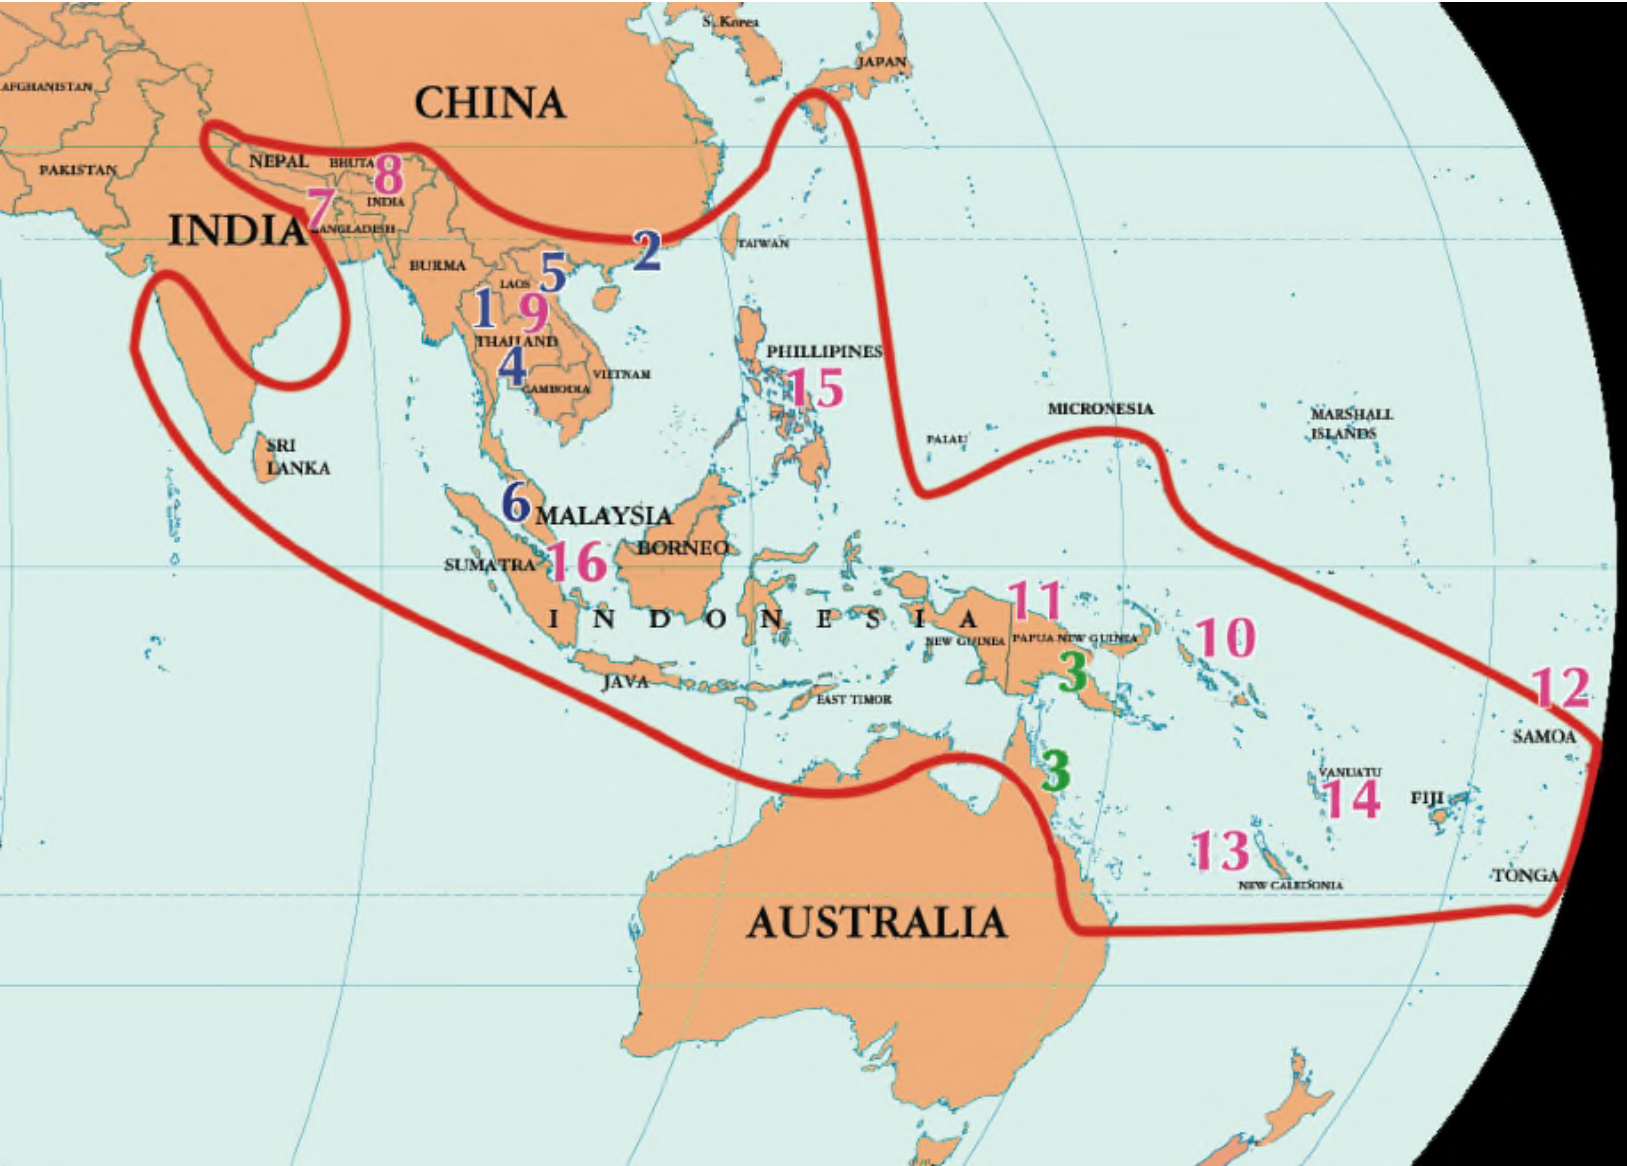 S. Korea
JAPAN
AFGHANISTAN
CHINA
PAKISTAN
NEPAL
BHUTA
8
INDIA
7
ANGLADESH
INDIA
2
TAIWAN
BURMA
5
LAOS
1
9
THAILAND
4
CAMBODIA
VIETNAM
PHILLIPINES
15
MICRONESIA
MARSHALL
ISLANDS
PALAU
SRI
LANKA
6
MALAYSIA
BORNEO
SUMATRA
16
INDONESIA
11
NEW GUINEA
PAPUA NEW GUINEA
10
3
JAVA
EAST TIMOR
12
SAMOA
3
VANUATU
14
FIJI
13
NEW CALEDONIA
TONGA
AUSTRALIA